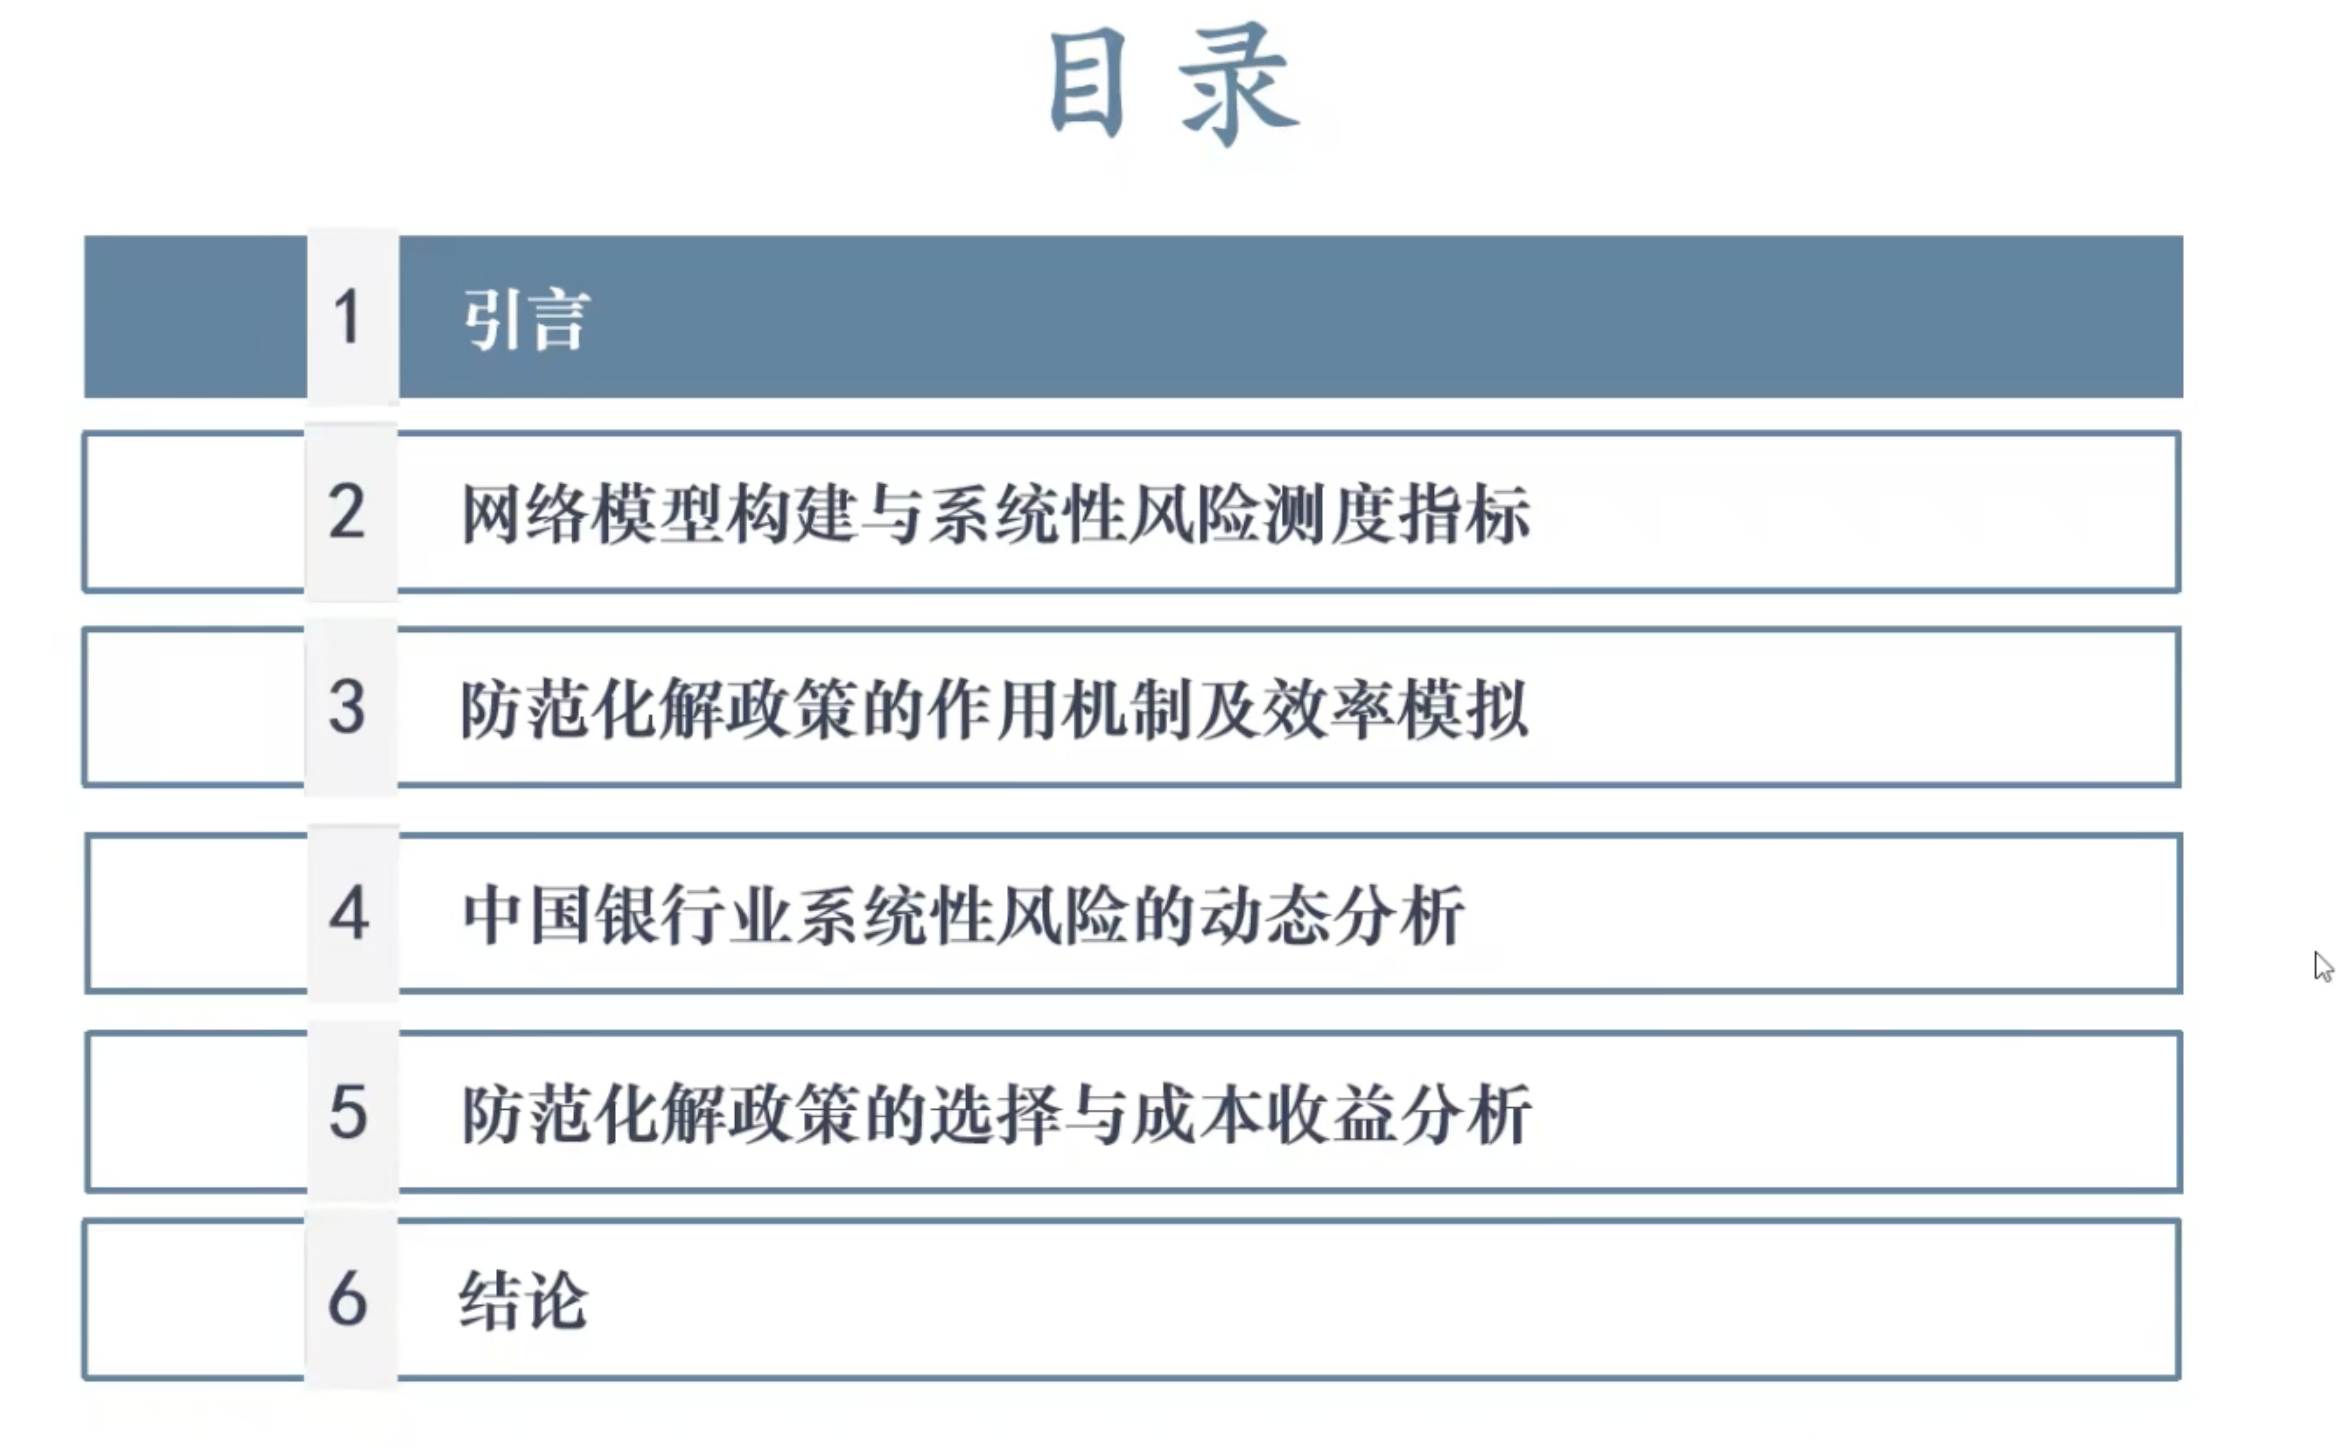 目录
1 引言
2 网络模型构建与系统性风险测度指标
3 防范化解政策的作用机制及效率模拟
4 中国银行业系统性风险的动态分析
5 防范化解政策的选择与成本收益分析
6 结论